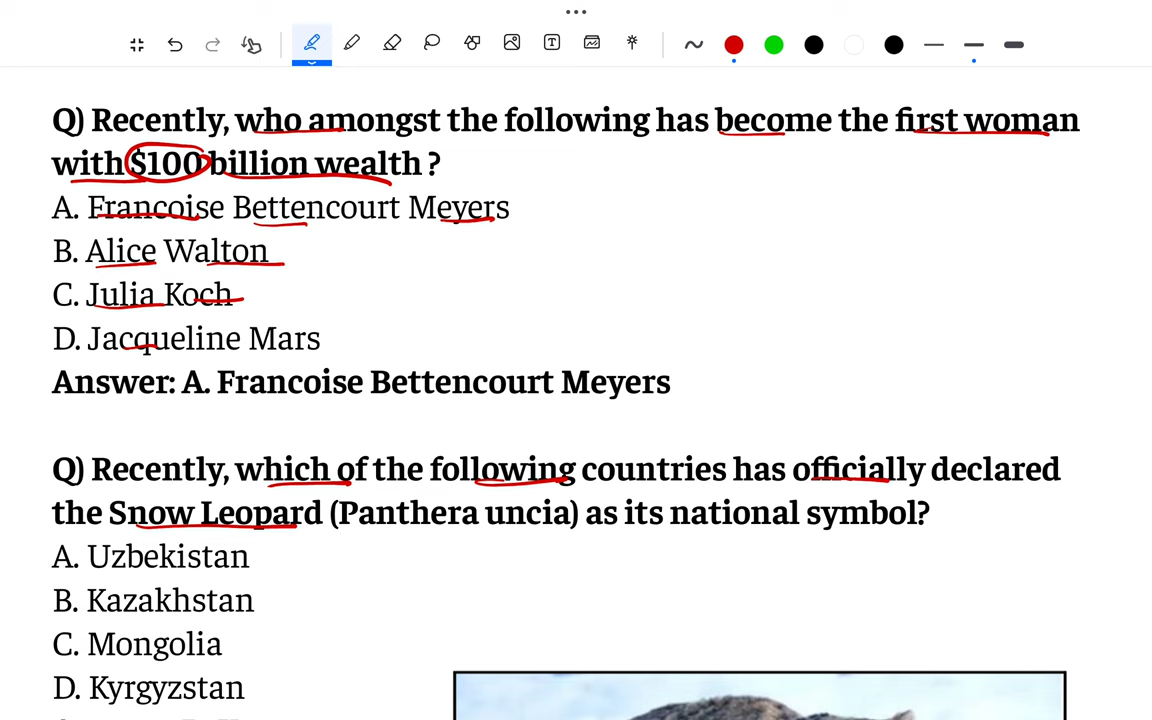 Q) Recently, who amongst the following has become the first woman
with $100 billion wealth ?
A. Francoise Bettencourt Meyers
B. Alice Walton
C. Julia Koch
D. Jacqueline Mars
Answer: A. Francoise Bettencourt Meyers
Q) Recently, which of the following countries has officially declared
the Snow Leopard (Panthera uncia) as its national symbol?
A. Uzbekistan
B. Kazakhstan
C. Mongolia
D. Kyrgyzstan